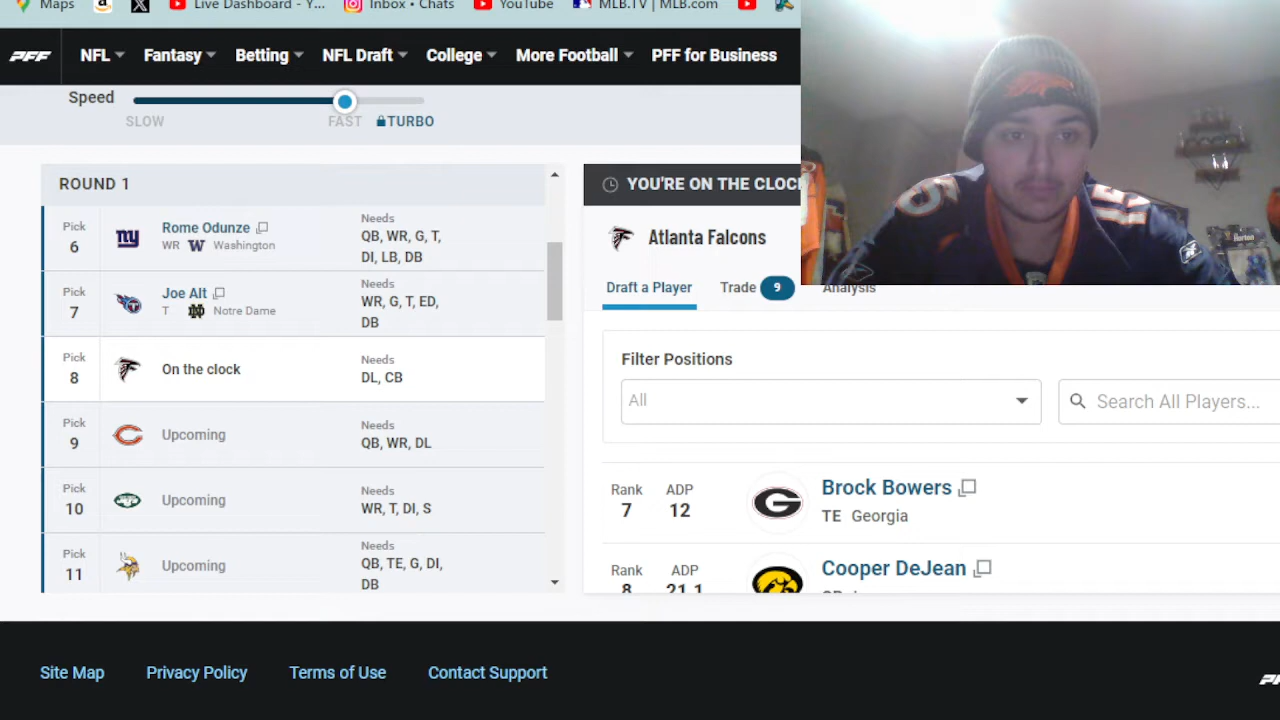 Maps
Live Dashboard - Y...
Inbox • Chats
YouTube
MLB.TV | MLB.com
PFF
NFL
Fantasy
Betting
NFL Draft
College
More Football
PFF for Business
Speed
SLOW
FAST
TURBO
ROUND 1
Pick
6
Rome Odunze
WR
Washington
Needs
QB, WR, G, T,
DI, LB, DB
Pick
7
Joe Alt
T
Notre Dame
Needs
WR, G, T, ED,
DB
Pick
8
On the clock
Needs
DL, CB
Pick
9
Upcoming
Needs
QB, WR, DL
Pick
10
Upcoming
Needs
WR, T, DI, S
Pick
11
Upcoming
Needs
QB, TE, G, DI,
DB
YOU'RE ON THE CLOC
Atlanta Falcons
Draft a Player
Trade 9
Analysis
Filter Positions
All
Search All Players...
Rank
7
ADP
12
Brock Bowers
TE Georgia
Rank
8
ADP
21.1
Cooper DeJean
Site Map
Privacy Policy
Terms of Use
Contact Support